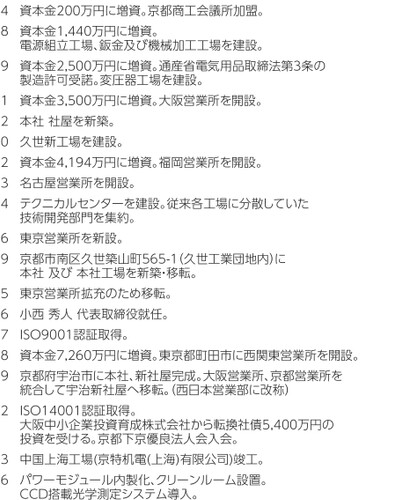 4 資本金200万円に増資。京都商工会議所加盟。
8 資本金1,440万円に増資。
電源組立工場、鈑金及び機械加工工場を建設。
9 資本金2,500万円に増資。通産省電気用品取締法第3条の
製造許可受諾。変圧器工場を建設。
1 資本金3,500万円に増資。大阪営業所を開設。
2 本社 社屋を新築。
0 久世新工場を建設。
2 資本金4,194万円に増資。福岡営業所を開設。
3 名古屋営業所を開設。
4 テクニカルセンターを建設。従来各工場に分散していた
技術開発部門を集約。
6 東京営業所を新設。
9 京都市南区久世築山町565-1(久世工業団地内)に
本社 及び 本社工場を新築・移転。
5 東京営業所拡充のため移転。
6 小西 秀人 代表取締役就任。
7 ISO9001認証取得。
8 資本金7,260万円に増資。東京都町田市に西関東営業所を開設。
9 京都府宇治市に本社、新社屋完成。大阪営業所、京都営業所を
統合して宇治新社屋へ移転。(西日本営業部に改称)
2 ISO14001認証取得。
大阪中小企業投資育成株式会社から転換社債5,400万円の
投資を受ける。京都下京優良法人会入会。
3 中国上海工場(京特机電(上海)有限公司)竣工。
6 パワーモジュール内製化、クリーンルーム設置。
CCD搭載光学測定システム導入。